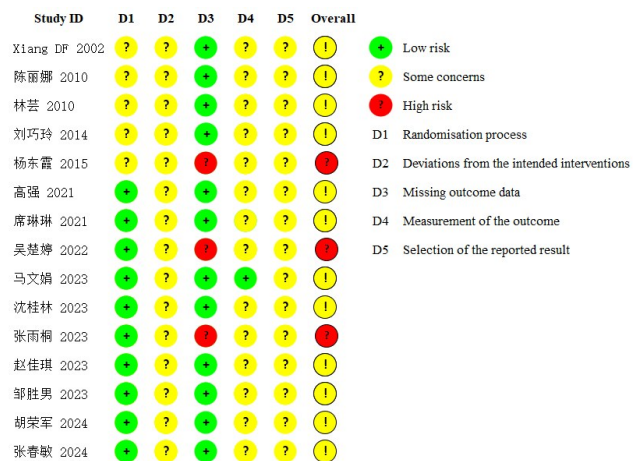 Study ID D1 D2 D3 D4 D5 Overall
Xiang DF 2002 ? ? + ? ? !
陈丽娜 2010 ? ? + ? ? !
林芸 2010 ? ? + ? ? !
刘巧玲 2014 ? ? + ? ? !
杨东霞 2015 ? ? ? ? ? ?
高强 2021 + ? + ? ? !
席琳琳 2021 + ? + ? ? !
吴楚婷 2022 + ? ? ? ? ?
马文娟 2023 + ? + + ? !
沈桂林 2023 + ? + ? ? !
张雨桐 2023 + ? ? ? ? ?
赵佳琪 2023 + ? + ? ? !
邹胜男 2023 + ? + ? ? !
胡荣军 2024 + ? + ? ? !
张春敏 2024 + ? + ? ? !
+ Low risk
? Some concerns
? High risk
D1 Randomisation process
D2 Deviations from the intended interventions
D3 Missing outcome data
D4 Measurement of the outcome
D5 Selection of the reported result